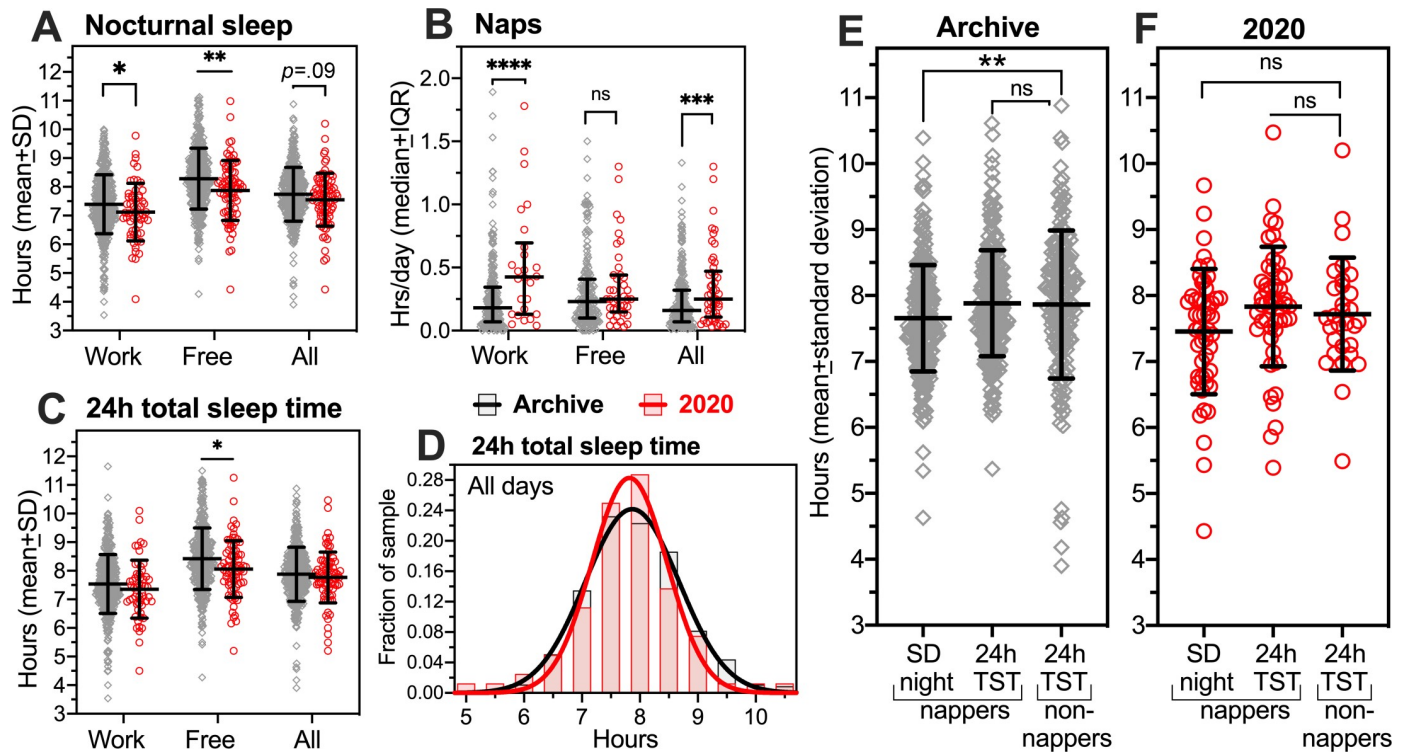 A Nocturnal sleep
Hours (mean±SD)
12
11
10
9
8
7
6
5
4
3
*
**
p=.09
Work Free All
B Naps
Hrs/day (median±IQR)
2.0
1.5
1.0
0.5
0.0
****
ns
***
Work Free All
Archive 2020
C 24h total sleep time
Hours (mean±SD)
12
11
10
9
8
7
6
5
4
3
*
Work Free All
D 24h total sleep time
All days
Fraction of sample
0.28
0.24
0.20
0.16
0.12
0.08
0.04
0.00
5 6 7 8 9 10
Hours
E Archive
Hours (mean±standard deviation)
**
ns
11
10
9
8
7
6
5
4
3
SD 24h 24h
night TST TST
nappers non-
nappers
F 2020
ns
ns
11
10
9
8
7
6
5
4
3
SD 24h 24h
night TST TST
nappers non-
nappers